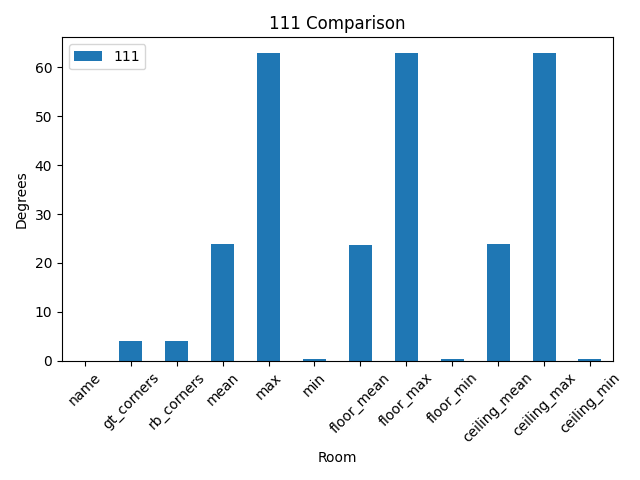 111 Comparison
111
Degrees
60
50
40
30
20
10
0
name
gt_corners
rb_corners
mean
max
min
floor_mean
floor_max
floor_min
ceiling_mean
ceiling_max
ceiling_min
Room